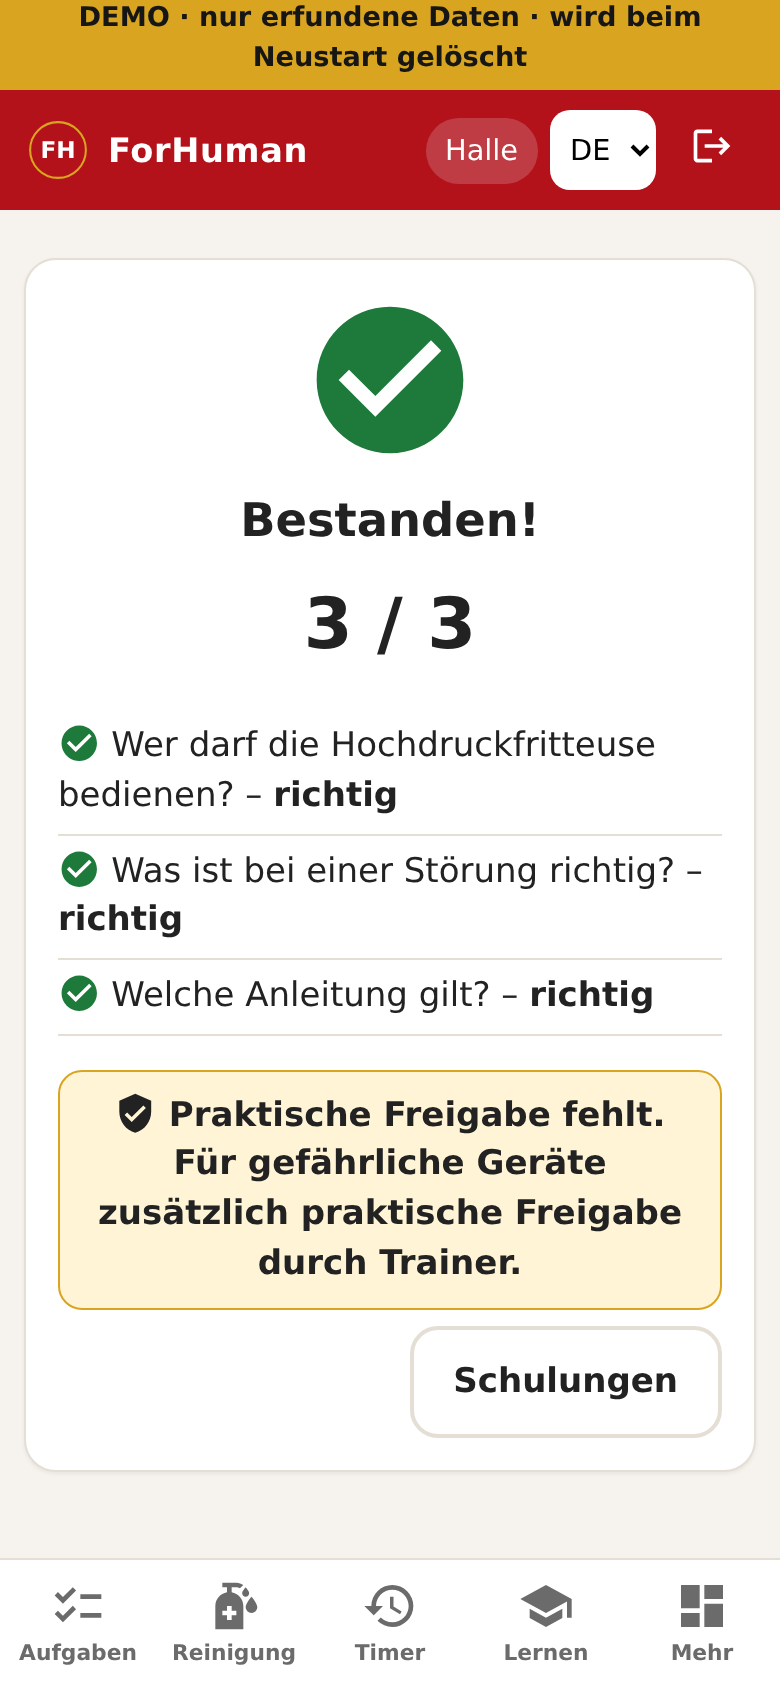 DEMO · nur erfundene Daten · wird beim
Neustart gelöscht
FH ForHuman Halle DE
Bestanden!
3 / 3
Wer darf die Hochdruckfritteuse
bedienen? – richtig
Was ist bei einer Störung richtig? –
richtig
Welche Anleitung gilt? – richtig
Praktische Freigabe fehlt.
Für gefährliche Geräte
zusätzlich praktische Freigabe
durch Trainer.
Schulungen
Aufgaben Reinigung Timer Lernen Mehr